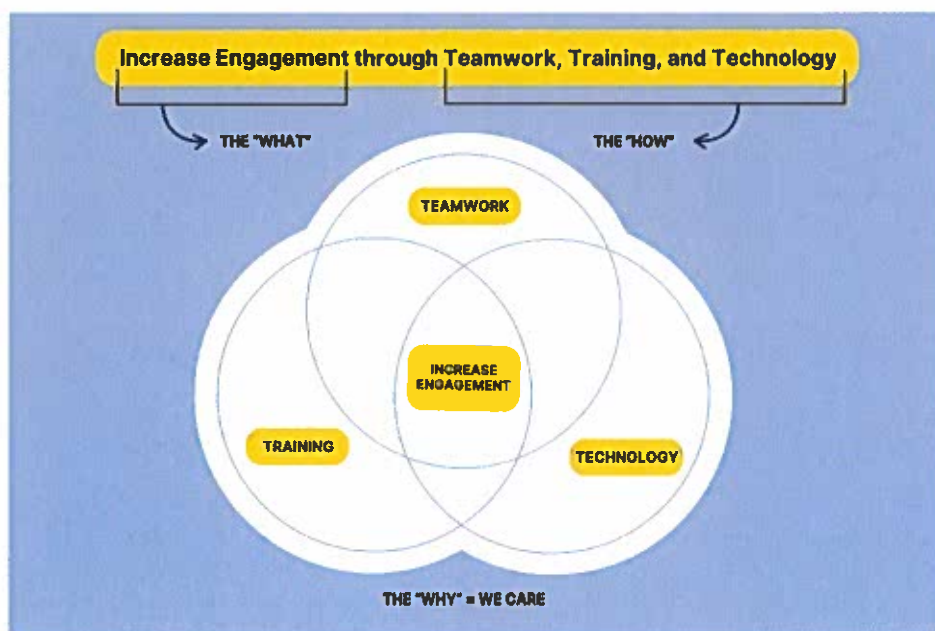 Increase Engagement through Teamwork, Training, and Technology
THE "WHAT"
THE "HOW"
TEAMWORK
INCREASE
ENGAGEMENT
TRAINING
TECHNOLOGY
THE "WHY" = WE CARE